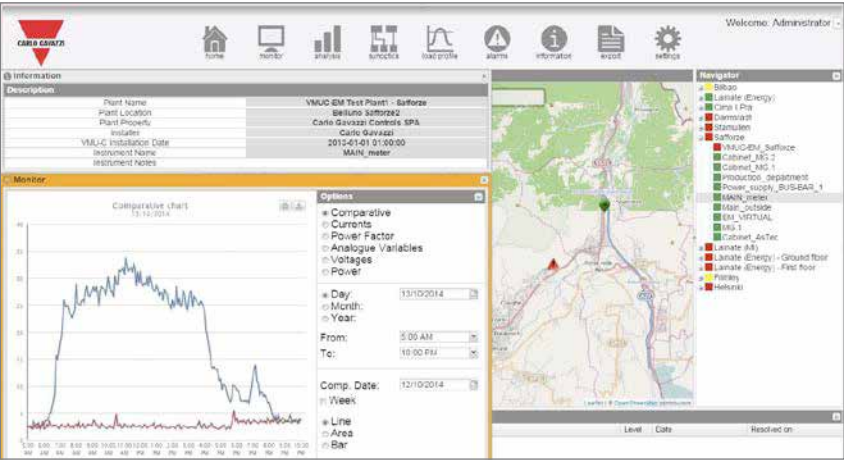 Welcome: Administrator
CARLO GAVAZZI
home
monitor
analysis
synoptics
load profile
alarms
information
export
settings
Information
Description
Plant Name VMUC-EM Test Plant1 - Safforze
Plant Location Belluno Safforze2
Plant Property Carlo Gavazzi Controls SPA
Installer Carlo Gavazzi
VMU-C Installation Date 2013-01-01 01:00:00
Instrument Name MAIN_meter
Instrument Notes
Monitor
Comparative chart
13/10/2014
Options
Comparative
Currents
Power Factor
Analogue Variables
Voltages
Power
Day: 13/10/2014
Month:
Year:
From: 5:00 AM
To: 10:00 PM
Comp. Date: 12/10/2014
Week
Line
Area
Bar
Navigator
Bilbao
Lainate (Energy)
Cima I Pra
Darmstadt
Stamullen
Safforze
VMUC-EM_Safforze
Cabinet_MG.2
Cabinet_MG.1
Production_department
Power_supply_BUS-BAR_1
MAIN_meter
Main_outside
EM_VIRTUAL
MG.1
Cabinet_AsTec
Lainate (MI)
Lainate (Energy) - Ground floor
Lainate (Energy) - First floor
Frimley
Helsinki
Level
Date
Resolved on